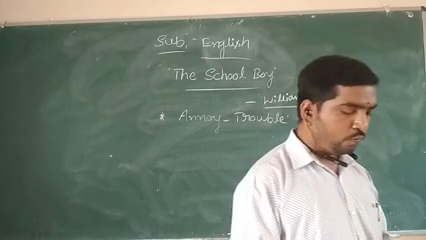 Sub:- English
"The School Boy"
- William
* Annoy - Trouble